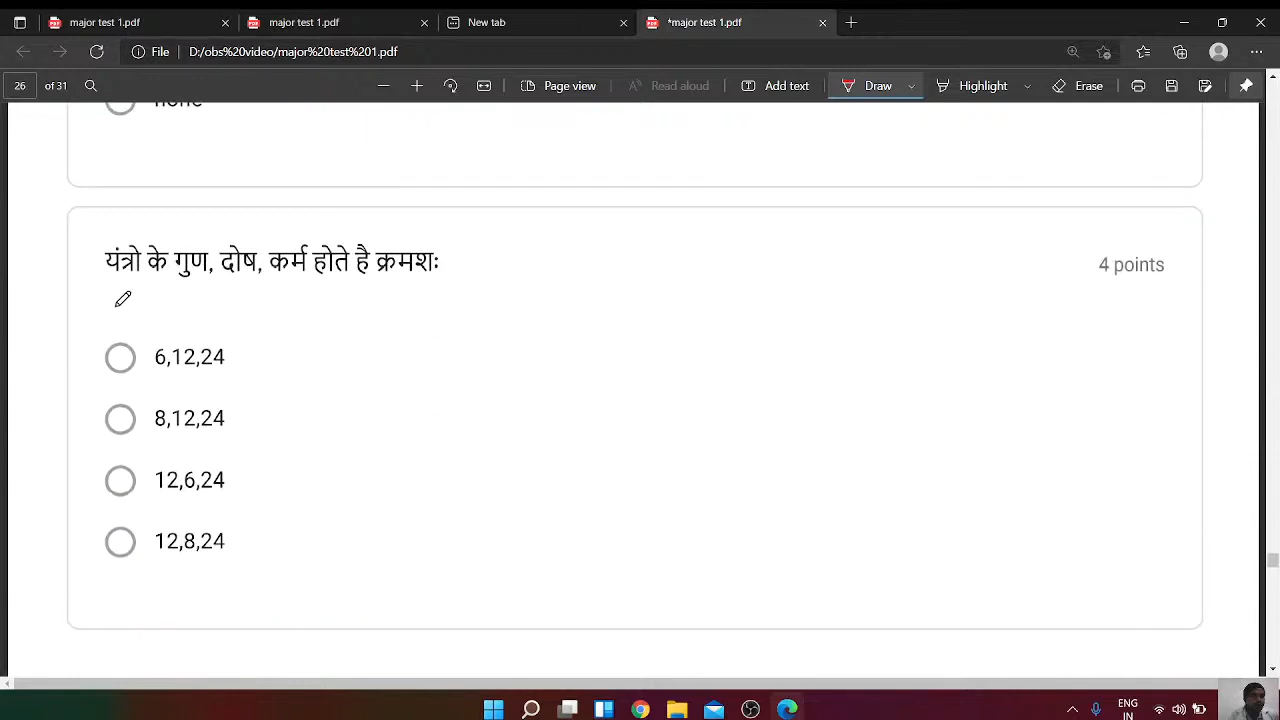 major test 1.pdf
major test 1.pdf
New tab
*major test 1.pdf
File
D:/obs%20video/major%20test%201.pdf
26
of 31
Page view
Read aloud
Add text
Draw
Highlight
Erase
none
यंत्रो के गुण, दोष, कर्म होते है क्रमशः
4 points
6,12,24
8,12,24
12,6,24
12,8,24
ENG
IN